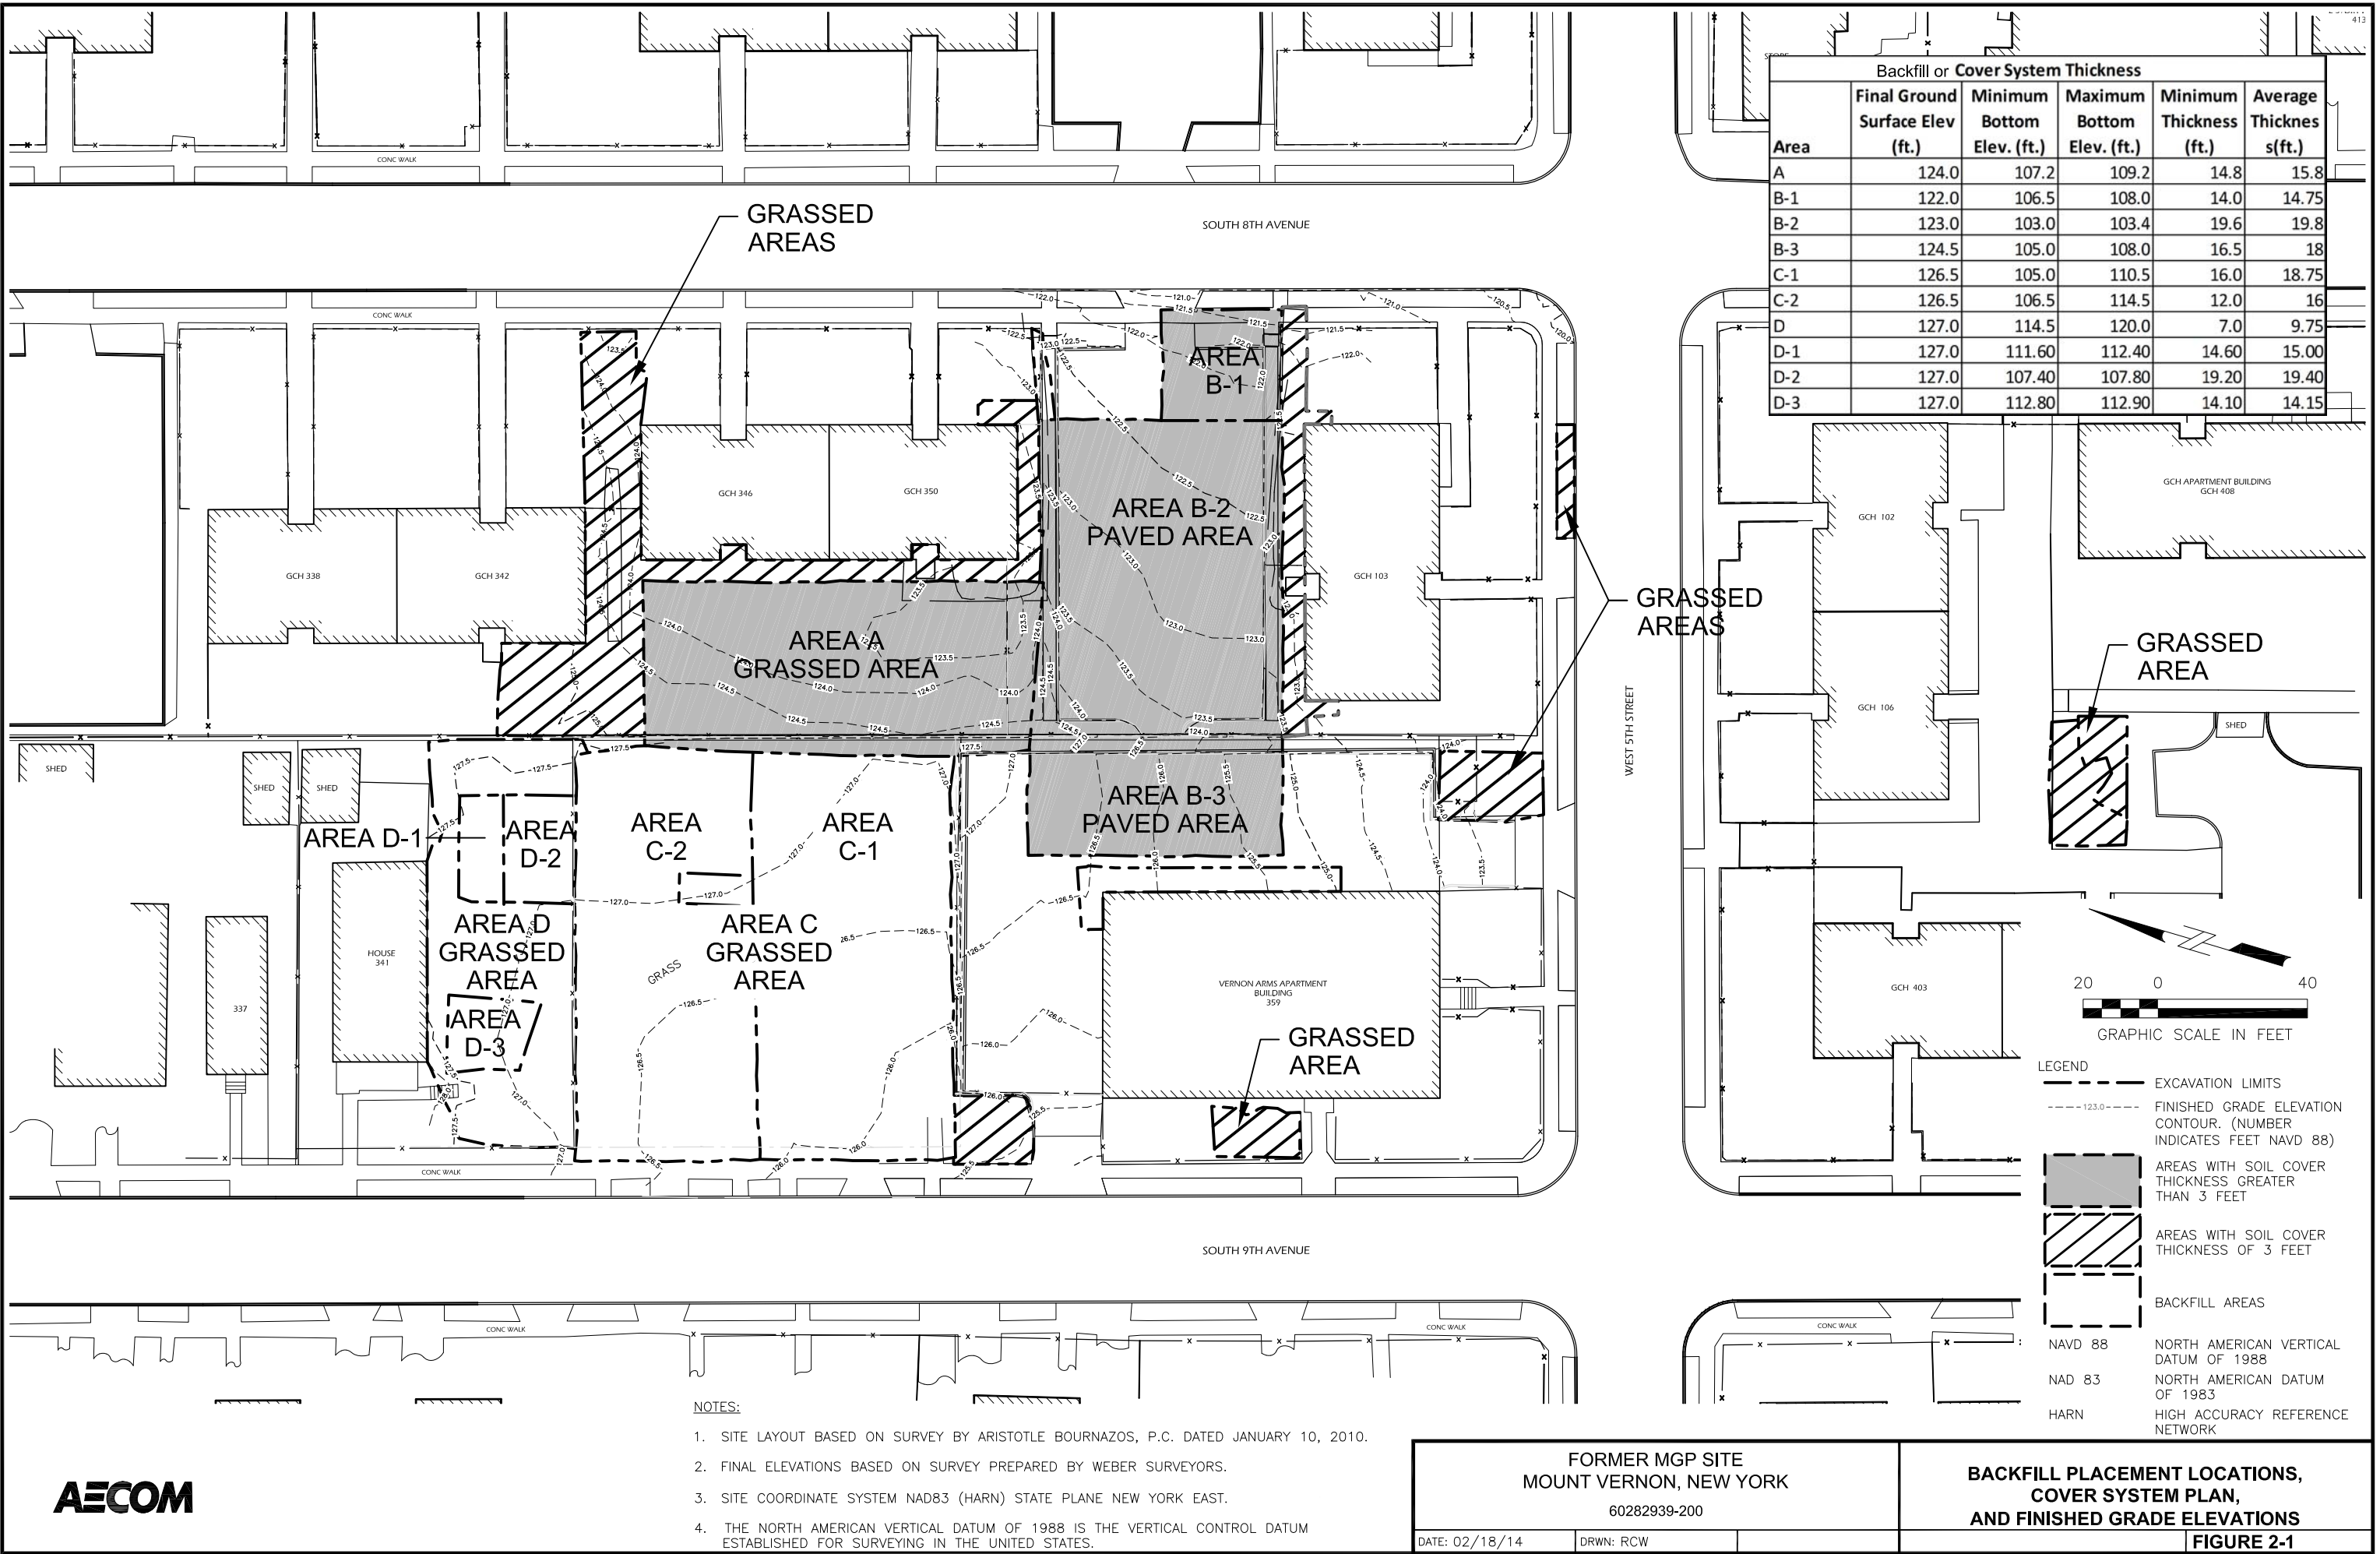 413
STORE
Backfill or Cover System Thickness
Area | Final Ground Surface Elev (ft.) | Minimum Bottom Elev. (ft.) | Maximum Bottom Elev. (ft.) | Minimum Thickness (ft.) | Average Thicknes s(ft.)
A 124.0 107.2 109.2 14.8 15.8
B-1 122.0 106.5 108.0 14.0 14.75
B-2 123.0 103.0 103.4 19.6 19.8
B-3 124.5 105.0 108.0 16.5 18
C-1 126.5 105.0 110.5 16.0 18.75
C-2 126.5 106.5 114.5 12.0 16
D 127.0 114.5 120.0 7.0 9.75
D-1 127.0 111.60 112.40 14.60 15.00
D-2 127.0 107.40 107.80 19.20 19.40
D-3 127.0 112.80 112.90 14.10 14.15
CONC WALK
GRASSED
AREAS
SOUTH 8TH AVENUE
CONC WALK
AREA
B-1
GCH 346
GCH 350
AREA B-2
PAVED AREA
GCH 338
GCH 342
GCH 103
GCH 102
GCH APARTMENT BUILDING
GCH 408
GRASSED
AREAS
AREA A
GRASSED AREA
WEST 5TH STREET
GCH 106
GRASSED
AREA
SHED
SHED
SHED
SHED
AREA D-1
AREA
D-2
AREA
C-2
AREA
C-1
AREA B-3
PAVED AREA
AREA D
GRASSED
AREA
AREA C
GRASSED
AREA
GRASS
HOUSE
341
337
AREA
D-3
VERNON ARMS APARTMENT
BUILDING
359
GRASSED
AREA
GCH 403
20 0 40
GRAPHIC SCALE IN FEET
LEGEND
EXCAVATION LIMITS
123.0
FINISHED GRADE ELEVATION
CONTOUR. (NUMBER
INDICATES FEET NAVD 88)
AREAS WITH SOIL COVER
THICKNESS GREATER
THAN 3 FEET
AREAS WITH SOIL COVER
THICKNESS OF 3 FEET
BACKFILL AREAS
NAVD 88 NORTH AMERICAN VERTICAL
DATUM OF 1988
NAD 83 NORTH AMERICAN DATUM
OF 1983
HARN HIGH ACCURACY REFERENCE
NETWORK
CONC WALK
SOUTH 9TH AVENUE
CONC WALK
CONC WALK
CONC WALK
NOTES:
1. SITE LAYOUT BASED ON SURVEY BY ARISTOTLE BOURNAZOS, P.C. DATED JANUARY 10, 2010.
2. FINAL ELEVATIONS BASED ON SURVEY PREPARED BY WEBER SURVEYORS.
3. SITE COORDINATE SYSTEM NAD83 (HARN) STATE PLANE NEW YORK EAST.
4. THE NORTH AMERICAN VERTICAL DATUM OF 1988 IS THE VERTICAL CONTROL DATUM
ESTABLISHED FOR SURVEYING IN THE UNITED STATES.
AECOM
FORMER MGP SITE
MOUNT VERNON, NEW YORK
60282939-200
DATE: 02/18/14
DRWN: RCW
BACKFILL PLACEMENT LOCATIONS,
COVER SYSTEM PLAN,
AND FINISHED GRADE ELEVATIONS
FIGURE 2-1